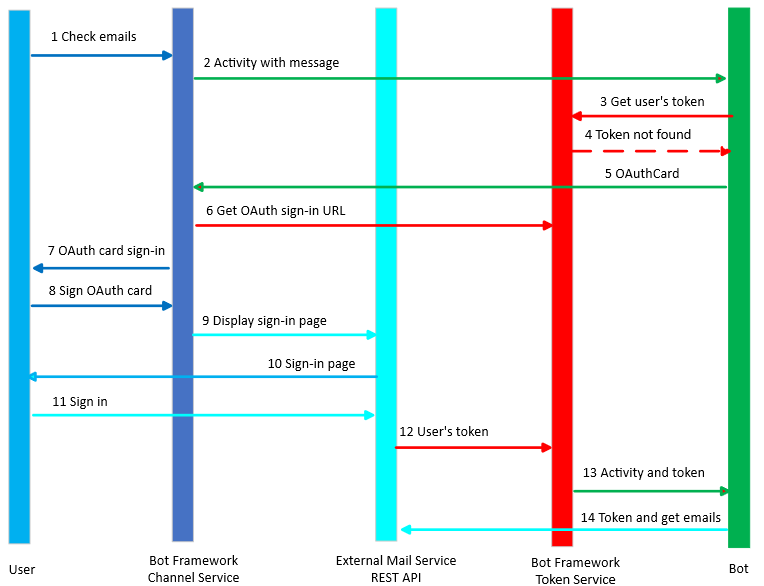 1 Check emails
2 Activity with message
3 Get user's token
4 Token not found
5 OAuthCard
6 Get OAuth sign-in URL
7 OAuth card sign-in
8 Sign OAuth card
9 Display sign-in page
10 Sign-in page
11 Sign in
12 User's token
13 Activity and token
14 Token and get emails
User
Bot Framework
Channel Service
External Mail Service
REST API
Bot Framework
Token Service
Bot